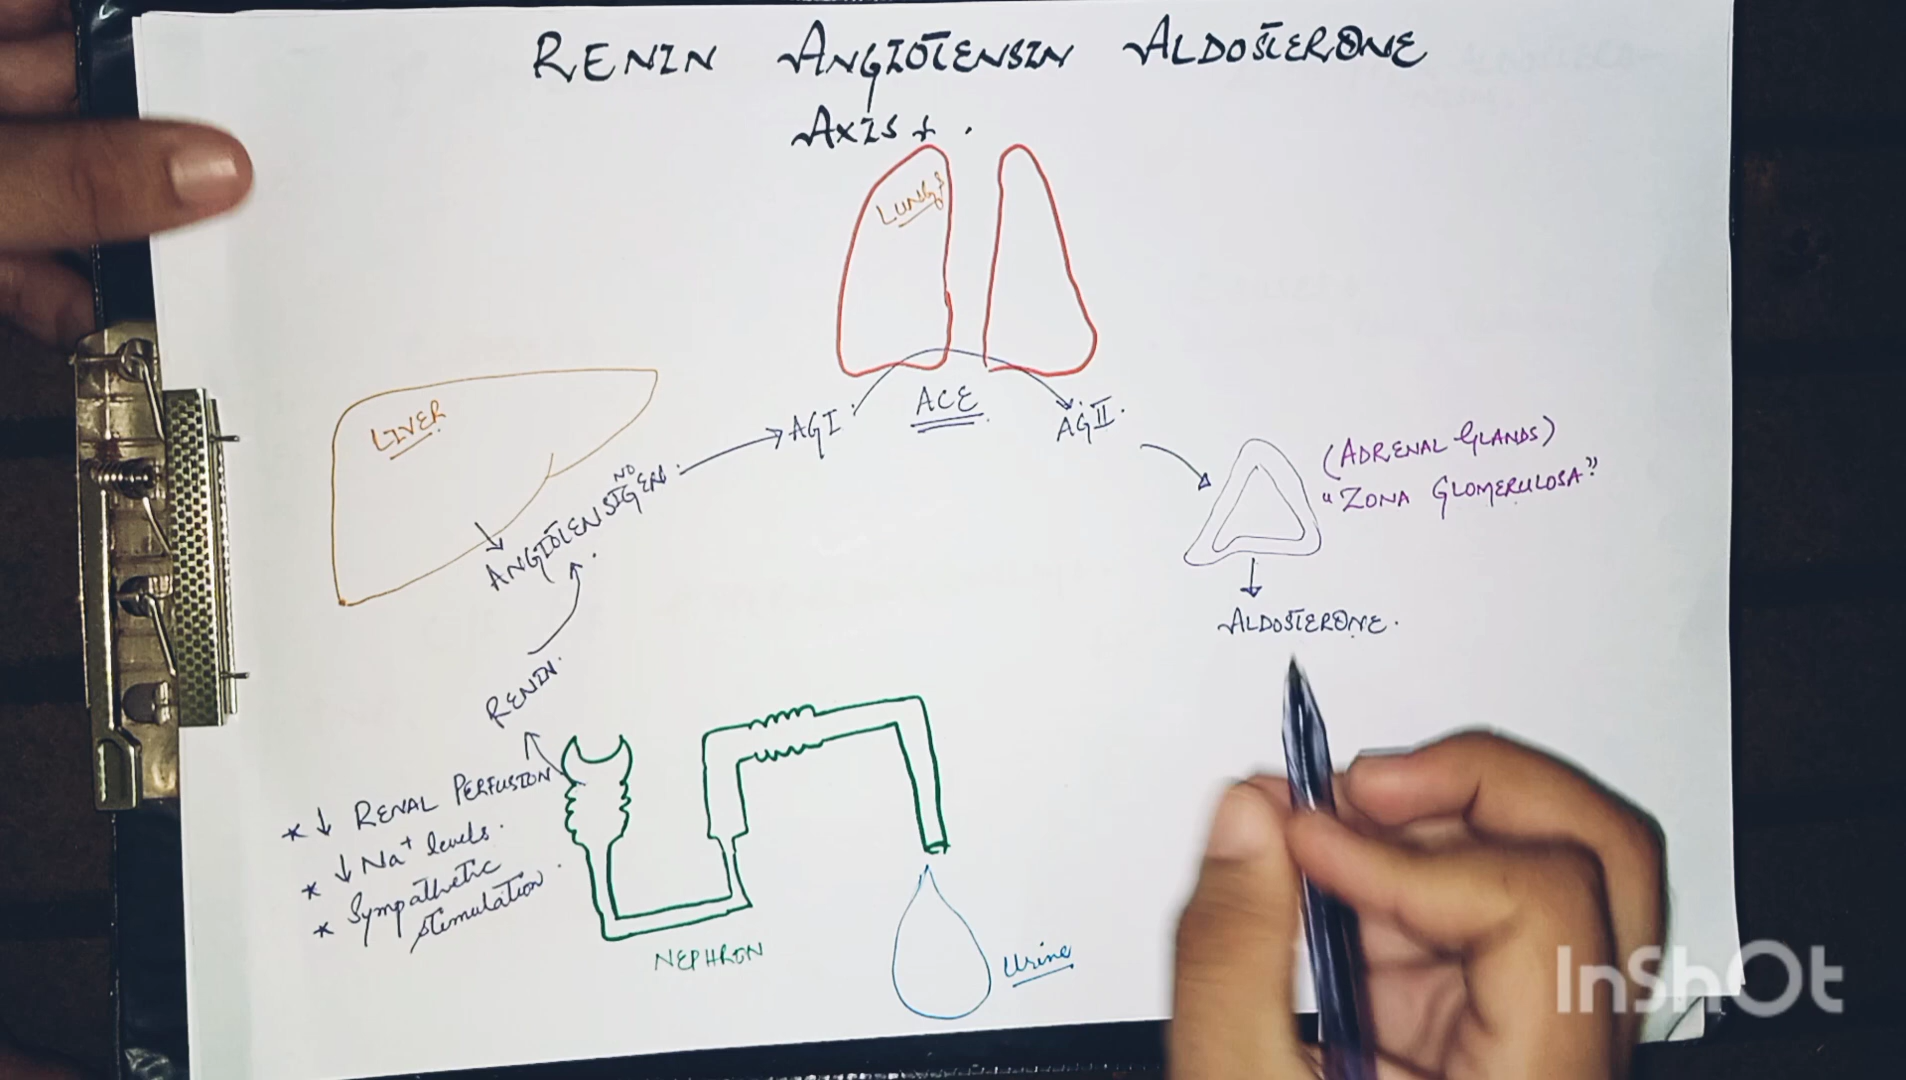 RENIN ANGIOTENSIN ALDOSTERONE
AXIS
LUNGS
LIVER
AGI
ACE
AGII
(ADRENAL GLANDS)
"ZONA GLOMERULOSA"
NO
ANGIOTENSIGEN
ALDOSTERONE.
RENIN.
* ↓ RENAL PERFUSION
* ↓ Na+ levels.
* Sympathetic
stimulation
NEPHRON
Urine
InShOt